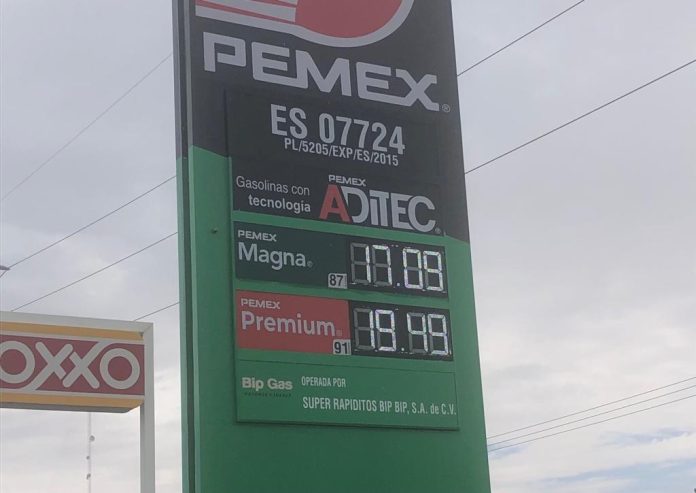 PEMEX®
ES 07724
PL/5205/EXP/ES/2015
Gasolinas con
tecnología
PEMEX
ADITEC®
PEMEX
Magna® 87 17.09
PEMEX
Premium® 91 19.49
Bip Gas OPERADA POR
SUPER RAPIDITOS BIP BIP, S.A. de C.V.
OXXO